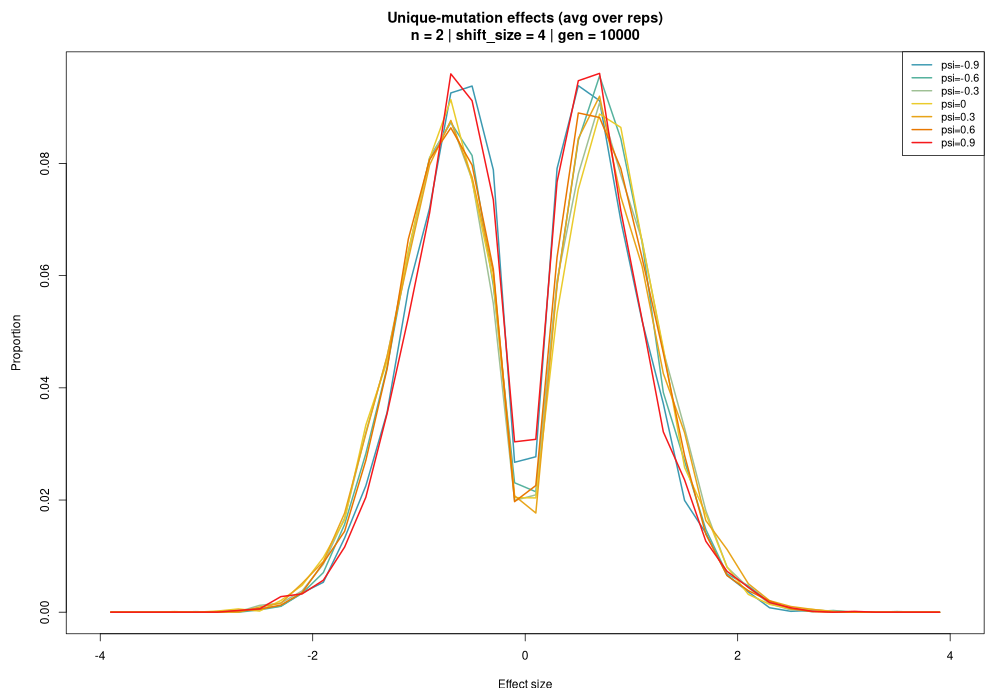 Unique-mutation effects (avg over reps)
n = 2 | shift_size = 4 | gen = 10000
psi=-0.9
psi=-0.6
psi=-0.3
psi=0
psi=0.3
psi=0.6
psi=0.9
Proportion
0.08
0.06
0.04
0.02
0.00
-4
-2
0
2
4
Effect size